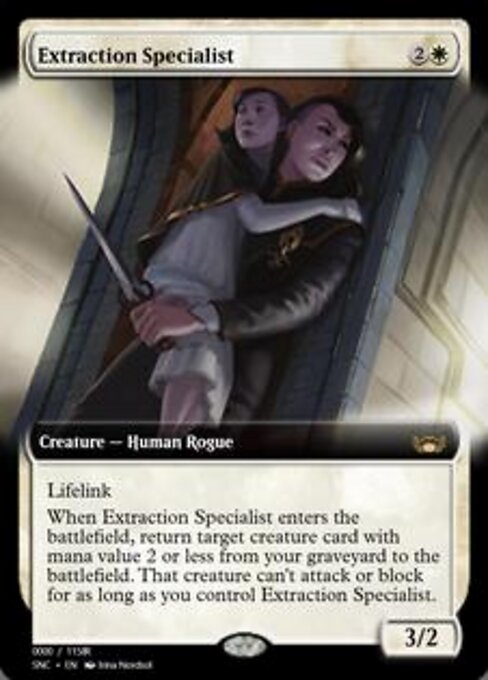 Extraction Specialist 2
Creature — Human Rogue
Lifelink
When Extraction Specialist enters the
battlefield, return target creature card with
mana value 2 or less from your graveyard to the
battlefield. That creature can't attack or block
for as long as you control Extraction Specialist.
3/2
SNC • EN Irina Nordsol